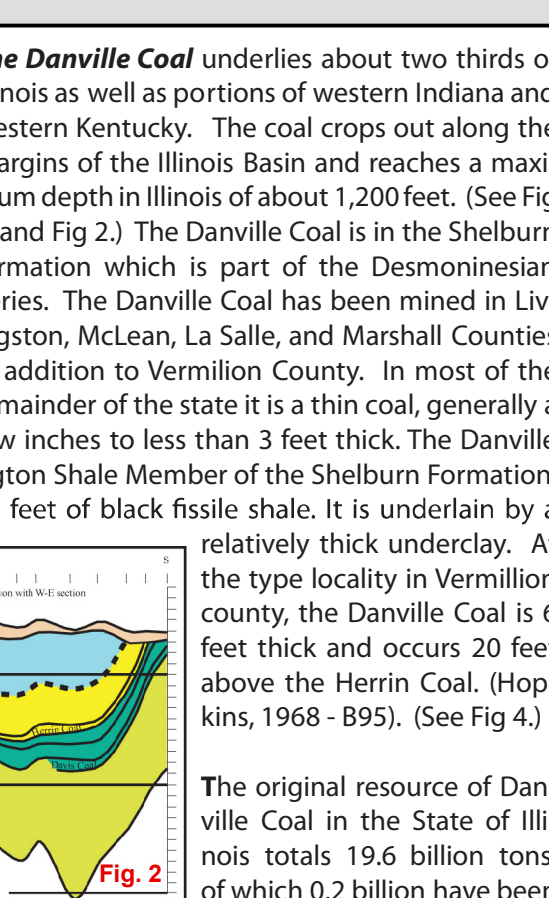 he Danville Coal underlies about two thirds o
inois as well as portions of western Indiana and
estern Kentucky. The coal crops out along the
argins of the Illinois Basin and reaches a maxi
um depth in Illinois of about 1,200 feet. (See Fig
and Fig 2.) The Danville Coal is in the Shelburn
rmation which is part of the Desmoninesian
ries. The Danville Coal has been mined in Liv
gston, McLean, La Salle, and Marshall Counties
addition to Vermilion County. In most of the
mainder of the state it is a thin coal, generally a
w inches to less than 3 feet thick. The Danville
gton Shale Member of the Shelburn Formation
feet of black fissile shale. It is underlain by a
relatively thick underclay. At
the type locality in Vermillion
county, the Danville Coal is 6
feet thick and occurs 20 feet
above the Herrin Coal. (Hop
kins, 1968 - B95). (See Fig 4.)
The original resource of Dan
ville Coal in the State of Illi
nois totals 19.6 billion tons
of which 0.2 billion have been
S
on with W-E section
Herrin Coal
Davis Coal
Fig. 2